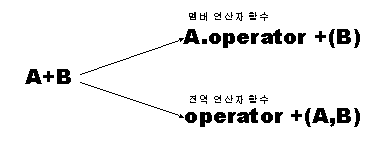 멤버 연산자 함수
A.operator +(B)
A+B
전역 연산자 함수
operator +(A,B)